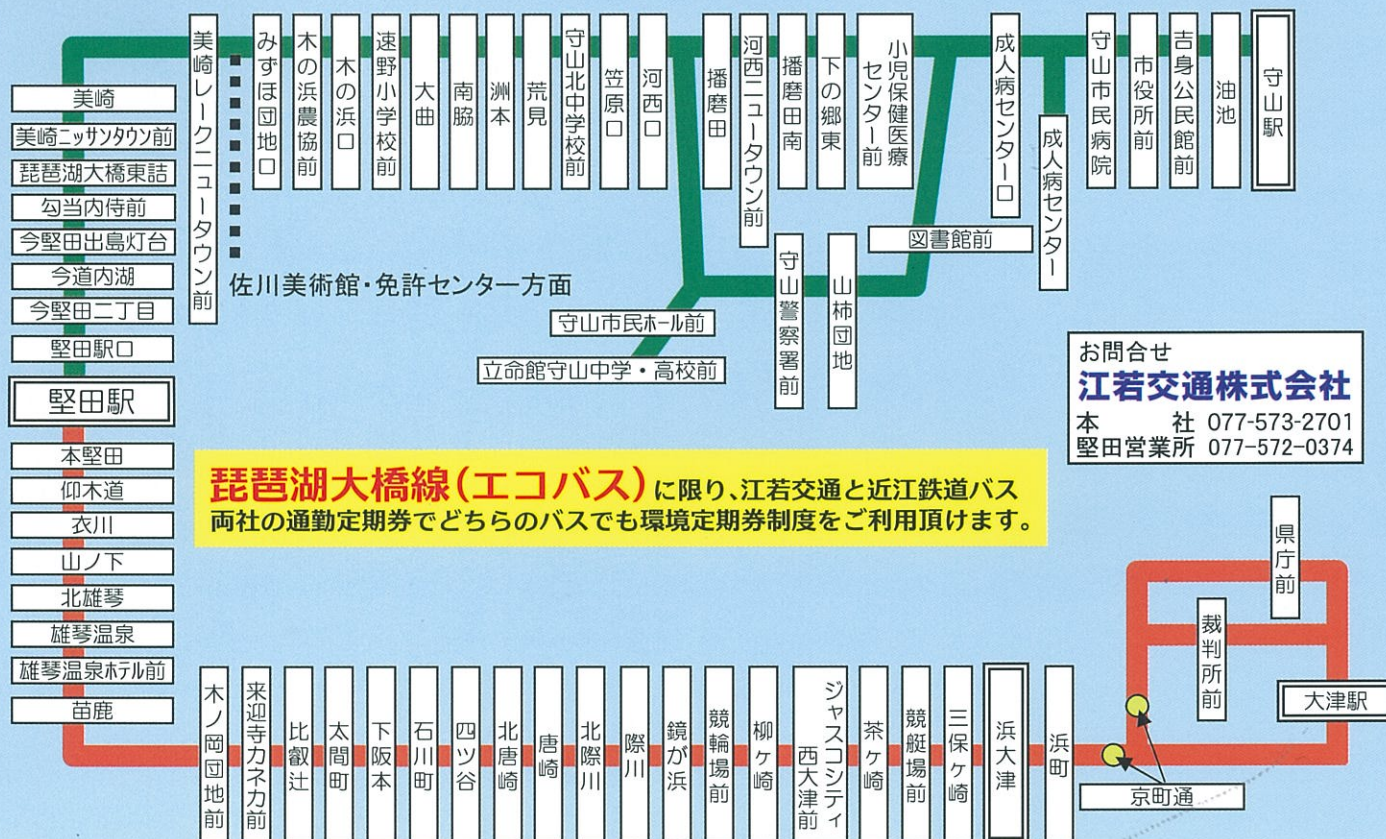 美崎レークニュータウン前
みずほ団地口
木の浜農協前
木の浜口
速野小学校前
大曲
南脇
洲本
荒見
守山北中学校前
笠原口
河西口
播磨田
河西ニュータウン前
播磨田南
下の郷東
小児保健医療
センター前
成人病センター口
成人病センター
守山市民病院
市役所前
吉身公民館前
油池
守山駅
美崎
美崎ニッサンタウン前
琵琶湖大橋東詰
勾当内侍前
今堅田出島灯台
今道内湖
今堅田二丁目
堅田駅口
堅田駅
本堅田
仰木道
衣川
山ノ下
北雄琴
雄琴温泉
雄琴温泉ホテル前
苗鹿
佐川美術館・免許センター方面
図書館前
守山警察署前
山柿団地
守山市民ホール前
立命館守山中学・高校前
お問合せ
江若交通株式会社
本　　社 077-573-2701
堅田営業所 077-572-0374
琵琶湖大橋線(エコバス)に限り、江若交通と近江鉄道バス
両社の通勤定期券でどちらのバスでも環境定期券制度をご利用頂けます。
木ノ岡団地前
来迎寺カネカ前
比叡辻
太間町
下阪本
石川町
四ツ谷
北唐崎
唐崎
北際川
際川
鏡が浜
競輪場前
柳ヶ崎
ジャスコシティ
西大津前
茶ヶ崎
競艇場前
三保ヶ崎
浜大津
浜町
京町通
県庁前
裁判所前
大津駅